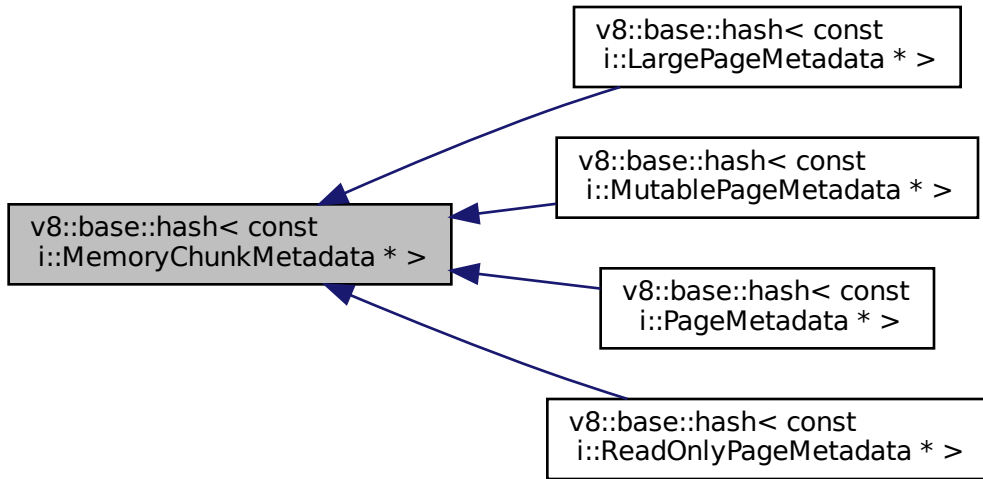 v8::base::hash< const
i::LargePageMetadata * >
v8::base::hash< const
i::MutablePageMetadata * >
v8::base::hash< const
i::MemoryChunkMetadata * >
v8::base::hash< const
i::PageMetadata * >
v8::base::hash< const
i::ReadOnlyPageMetadata * >